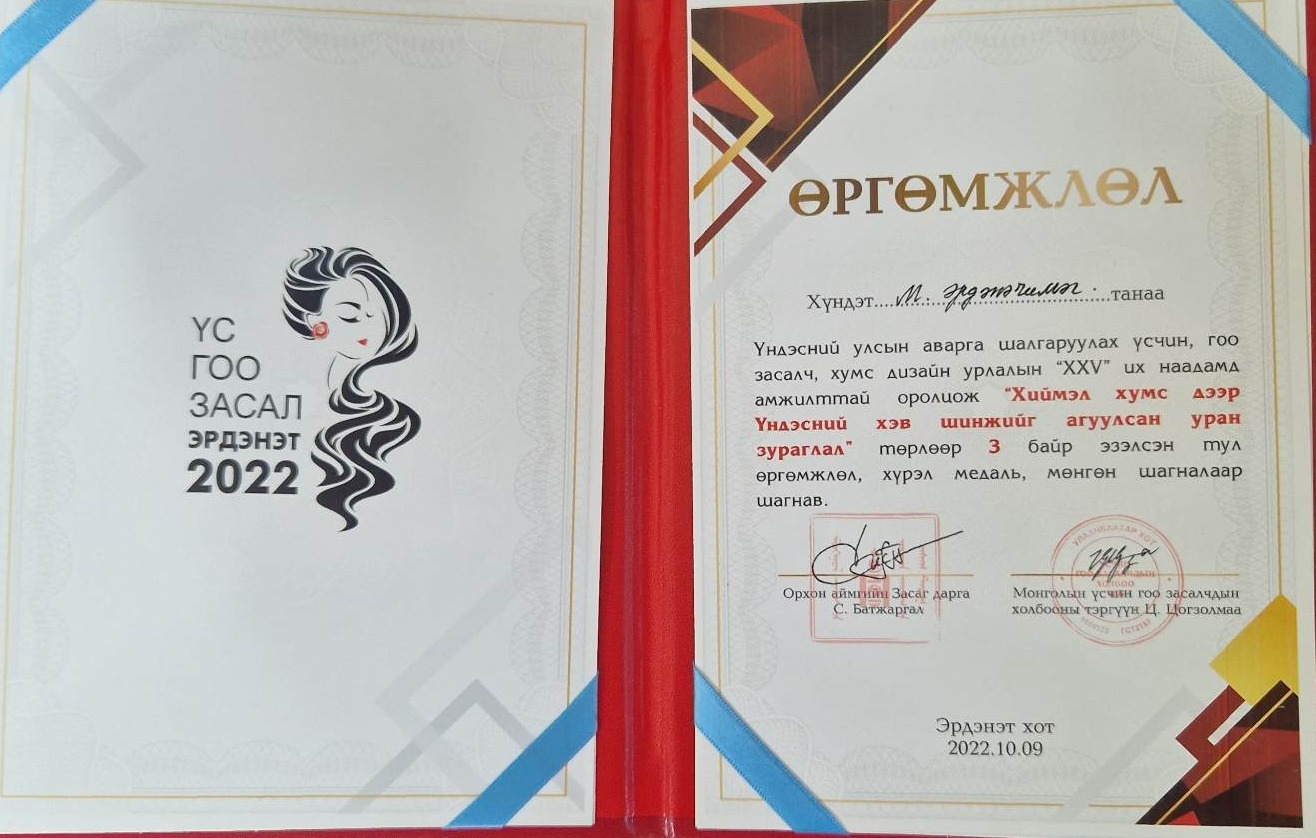 ҮС
ГОО
ЗАСАЛ
ЭРДЭНЭТ
2022
ӨРГӨМЖЛӨЛ
Хүндэт....М. Эрдэнэчимэг.....танаа
Үндэсний улсын аварга шалгаруулах үсчин, гоо
засалч, хумс дизайн урлалын “XXV” их наадамд
амжилттай оролцож “Хиймэл хумс дээр
Үндэсний хэв шинжийг агуулсан уран
зураглал” төрлөөр 3 байр эзэлсэн тул
өргөмжлөл, хүрэл медаль, мөнгөн шагналаар
шагнав.
Орхон аймгийн Засаг дарга
С. Батжаргал
Монголын үсчин гоо засалчдын
холбооны тэргүүн Ц. Цогзолмаа
УЛААНБААТАР ХОТ
Эрдэнэт хот
2022.10.09